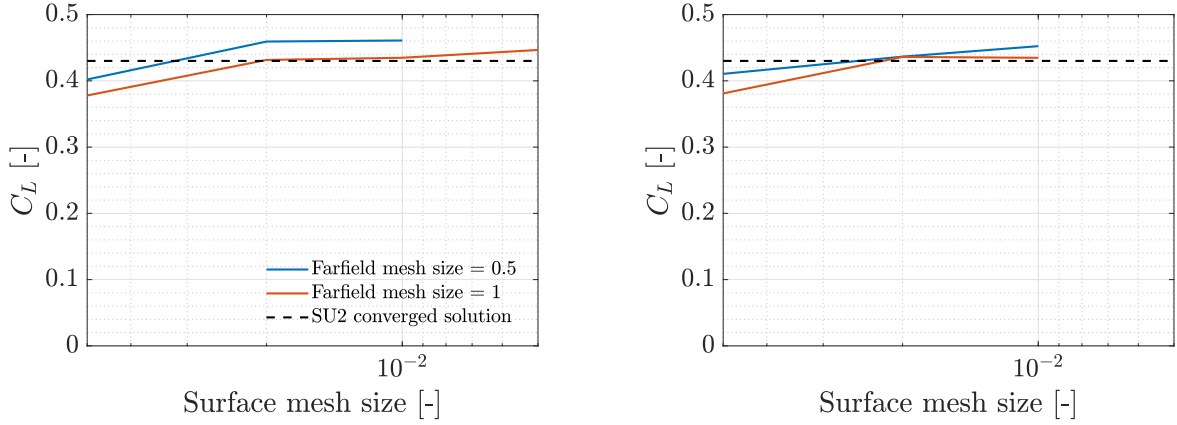 0.5
0.4
0.3
0.2
0.1
0
C_L [-]
10^{-2}
Surface mesh size [-]
Farfield mesh size = 0.5
Farfield mesh size = 1
SU2 converged solution
0.5
0.4
0.3
0.2
0.1
0
C_L [-]
10^{-2}
Surface mesh size [-]